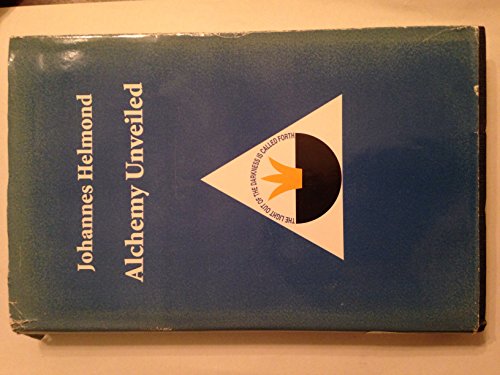 Johannes Helmond
Alchemy Unveiled
THE LIGHT OUT OF THE DARKNESS IS CALLED FORTH